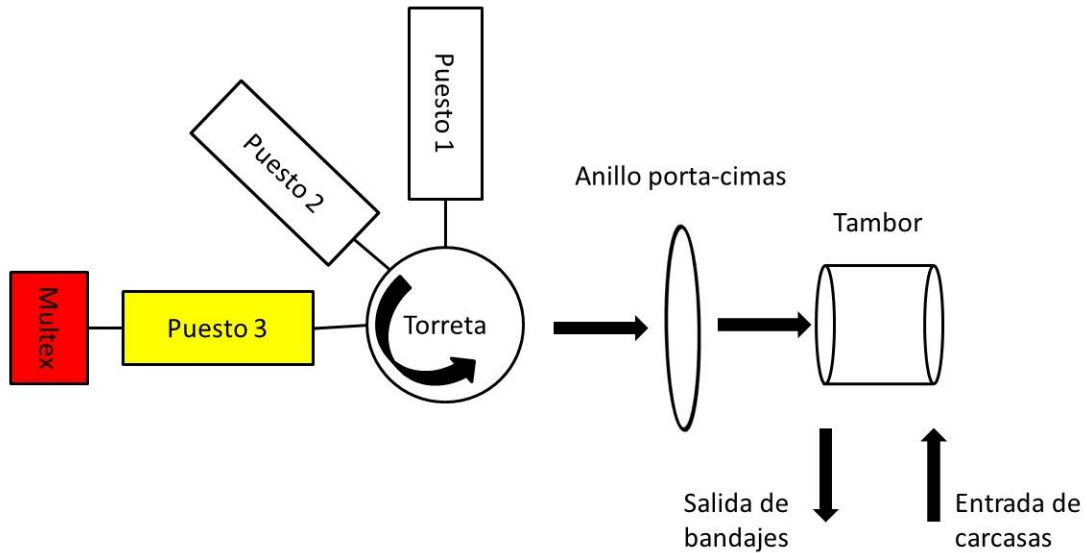 Puesto 1
Puesto 2
Anillo porta-cimas
Tambor
Multex
Puesto 3
Torreta
Salida de
bandajes
Entrada de
carcasas